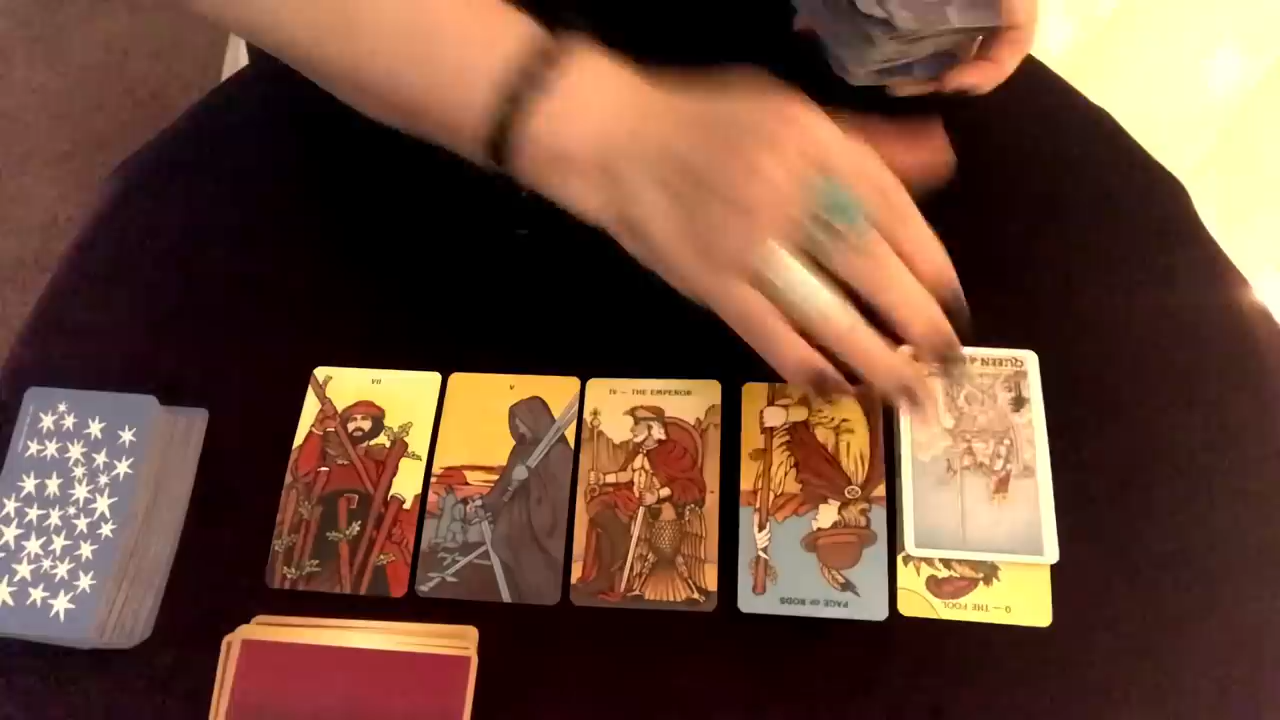 VII
V
IV — THE EMPEROR
PAGE OF RODS
QUEEN
0 — THE FOOL